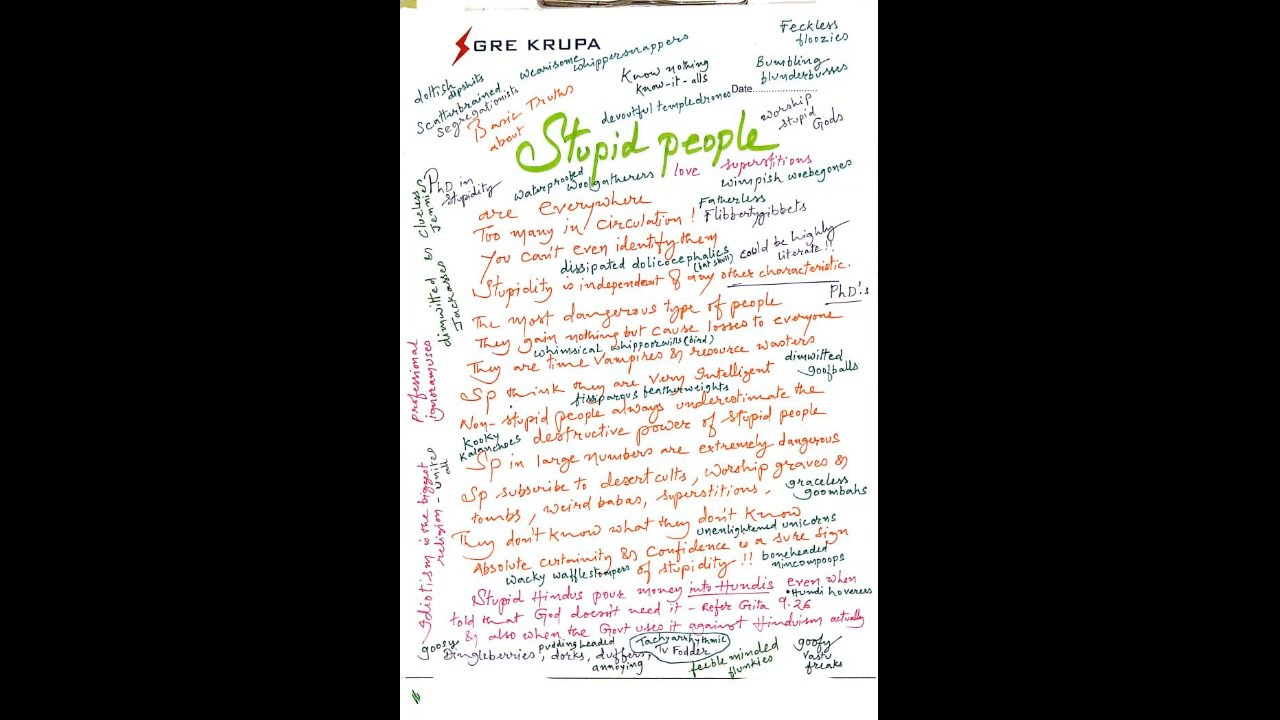 GRE KRUPA
Feckless
floozies
doltish
dipshits
wearisome
whippersnappers
Know nothing
know-it-alls
Bumbling
blunderbusses
Scatterbrained
segregationists
Date
Basic Truths
about
devoutful templedrones
worship
stupid
Gods
Stupid people
PhD in
stupidity
waterproofed
woolgatherers
love superstitions
wimpish woebegones
are everywhere
Fatherless
Flibbertygibbets
Too many in circulation !
You can't even identify them
could be highly
literate !!
dissipated dolicocephalics
Stupidity is independent of any other characteristic.
PhD's
The most dangerous type of people
They gain nothing but cause losses to everyone
whimsical whippoorwills (bird)
They are time vampires & resource wasters
dimwitted
goofballs
Sp think they are very Intelligent
fissiparous featherweights
Non-stupid people always underestimate the
destructive power of stupid people
Kooky
Kalanchoes
Sp in large numbers are extremely dangerous
Sp subscribe to desert cults, worship graves &
tombs, weird babas, superstitions.
graceless
goombahs
They don't know what they don't know
unenlightened unicorns
Absolute certainity & confidence is a sure sign
of stupidity !!
boneheaded
nincompoops
wacky wafflestompers
Stupid Hindus pour money into Hundis even when
Hundi hoverers
told that God doesn't need it - Refer Gita 9.26
& also when the Govt uses it against Hinduism actually
goosy
Dingleberries, dorks, duffers,
puddingheaded
annoying
Tachyarrhythmic
TV Fodder
feeble minded
flunkies
goofy
vastu
freaks
dimwitted & clueless
Jackasses
Jennies
professional
ignoramuses
Idiotism is the biggest
religion - unites
all